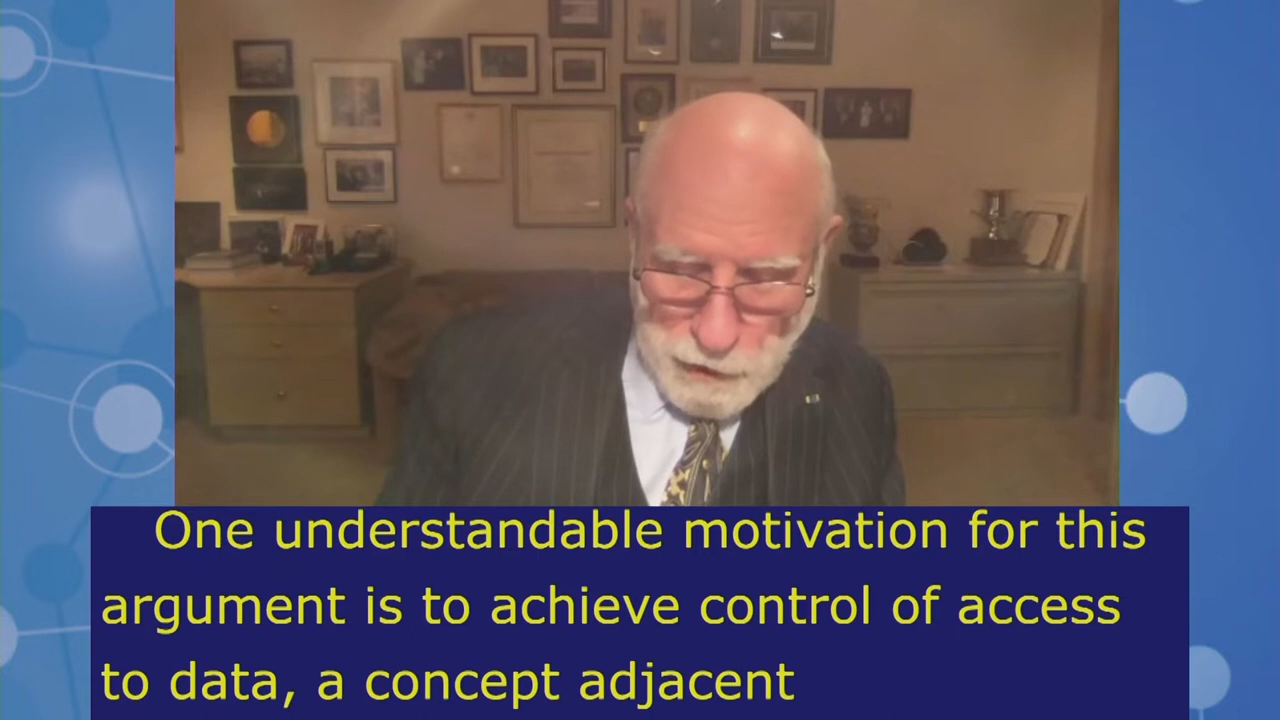 One understandable motivation for this
argument is to achieve control of access
to data, a concept adjacent